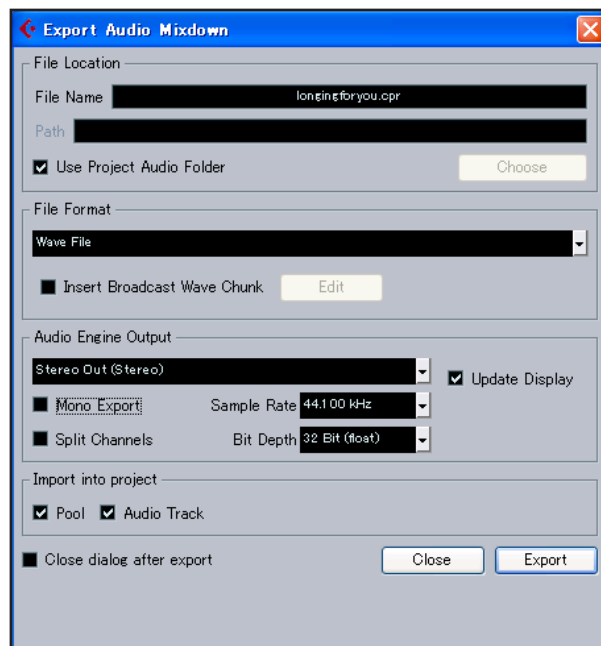 Export Audio Mixdown
File Location
File Name longingforyou.cpr
Path
Use Project Audio Folder Choose
File Format
Wave File
Insert Broadcast Wave Chunk Edit
Audio Engine Output
Stereo Out (Stereo)
Update Display
Mono Export Sample Rate 44.100 kHz
Split Channels Bit Depth 32 Bit (float)
Import into project
Pool Audio Track
Close dialog after export Close Export